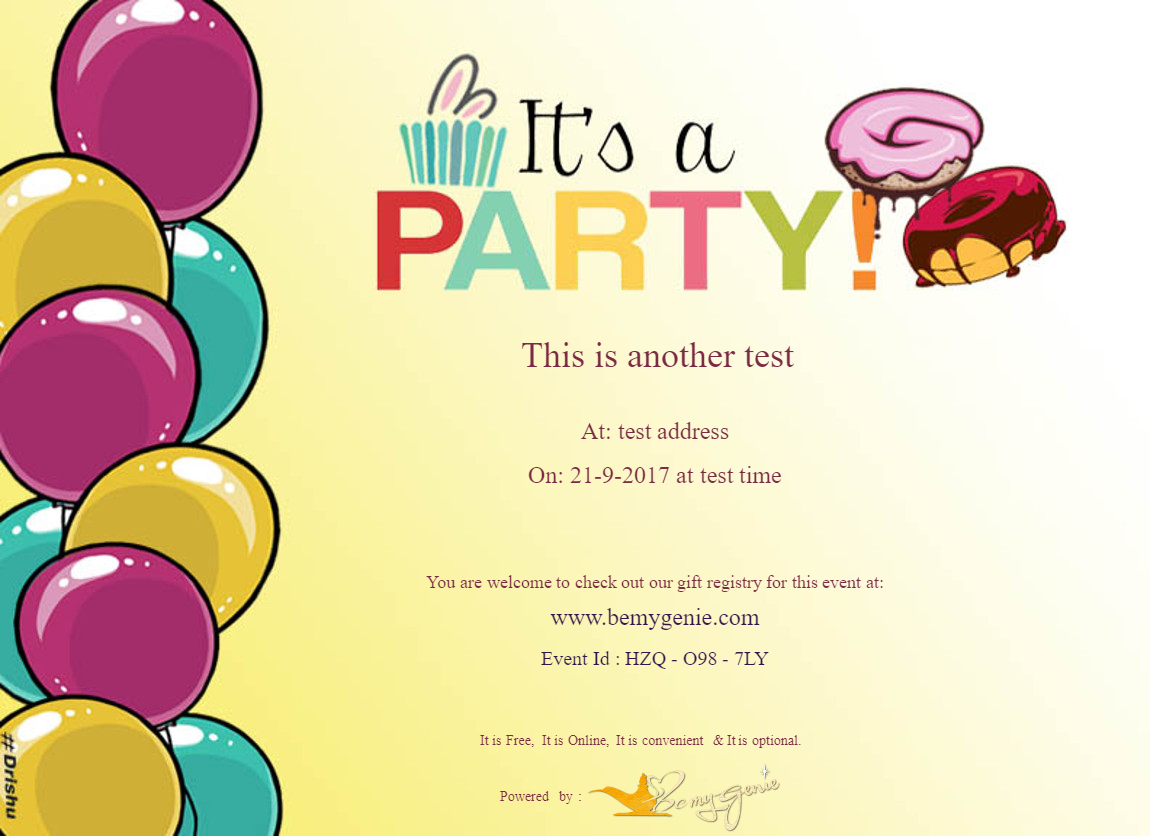 It's a
PARTY!
This is another test
At: test address
On: 21-9-2017 at test time
You are welcome to check out our gift registry for this event at:
www.bemygenie.com
Event Id : HZQ - O98 - 7LY
It is Free, It is Online, It is convenient & It is optional.
Powered by : Be my Genie
#Drishu